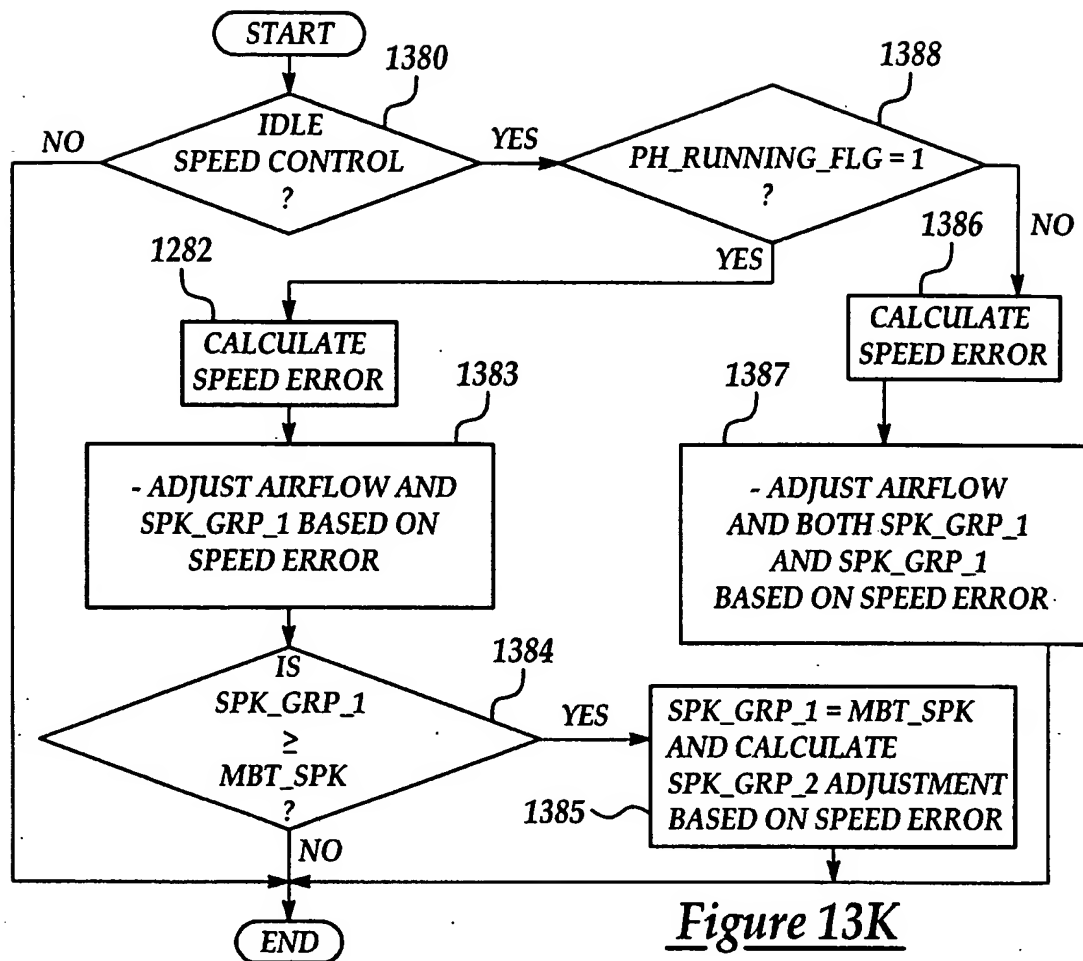 START
1380
IDLE
SPEED CONTROL
?
NO
YES
1388
PH_RUNNING_FLG = 1
?
YES
NO
1282
CALCULATE
SPEED ERROR
1386
CALCULATE
SPEED ERROR
1383
- ADJUST AIRFLOW AND
SPK_GRP_1 BASED ON
SPEED ERROR
1387
- ADJUST AIRFLOW
AND BOTH SPK_GRP_1
AND SPK_GRP_1
BASED ON SPEED ERROR
1384
IS
SPK_GRP_1
≥
MBT_SPK
?
YES
NO
SPK_GRP_1 = MBT_SPK
AND CALCULATE
SPK_GRP_2 ADJUSTMENT
BASED ON SPEED ERROR
1385
END
Figure 13K